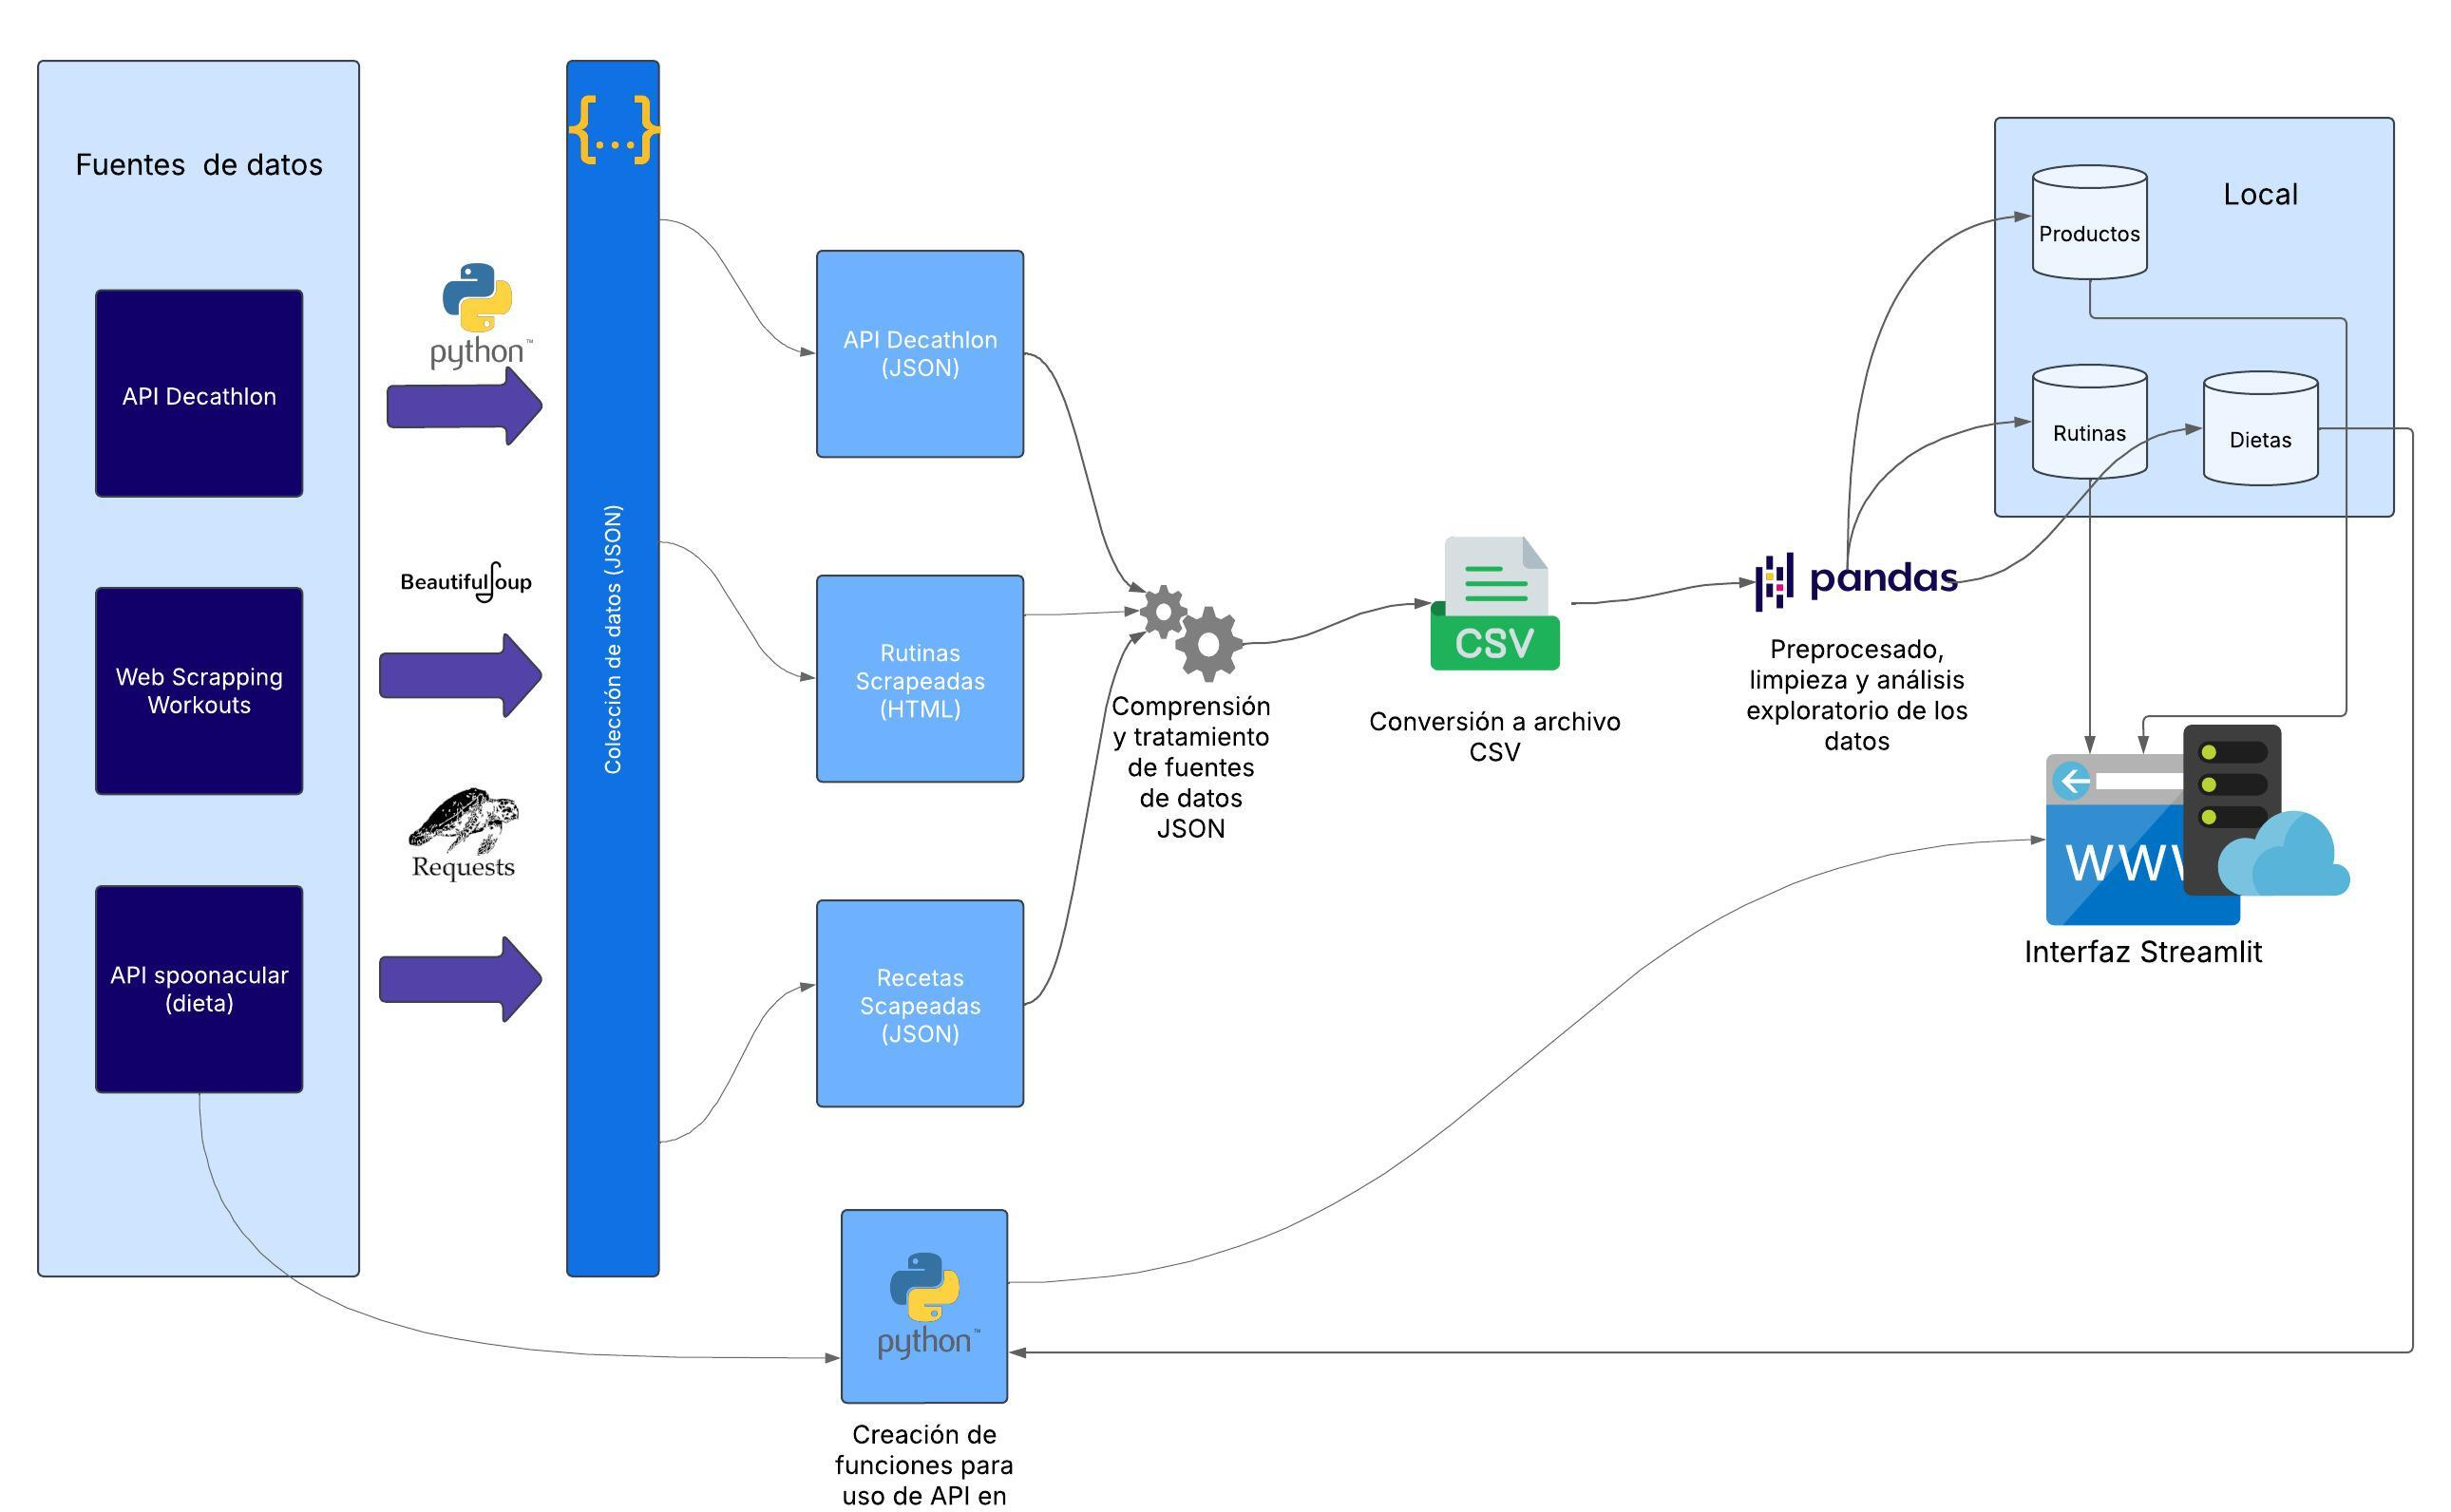 Fuentes de datos
API Decathlon
Web Scrapping
Workouts
API spoonacular
(dieta)
python™
BeautifulSoup
Requests
{...}
Colección de datos (JSON)
API Decathlon
(JSON)
Rutinas
Scrapeadas
(HTML)
Recetas
Scapeadas
(JSON)
python™
Creación de
funciones para
uso de API en
Comprensión
y tratamiento
de fuentes
de datos
JSON
CSV
Conversión a archivo
CSV
pandas
Preprocesado,
limpieza y análisis
exploratorio de los
datos
Local
Productos
Rutinas
Dietas
WWW
Interfaz Streamlit